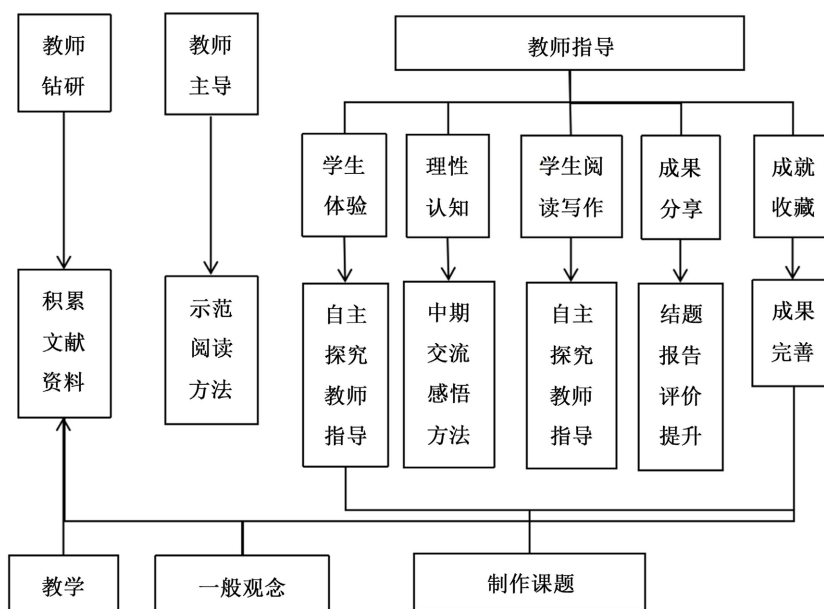 教师
钻研
教师
主导
教师指导
学生
体验
理性
认知
学生阅
读写作
成果
分享
成就
收藏
积累
文献
资料
示范
阅读
方法
自主
探究
教师
指导
中期
交流
感悟
方法
自主
探究
教师
指导
结题
报告
评价
提升
成果
完善
教学
一般观念
制作课题